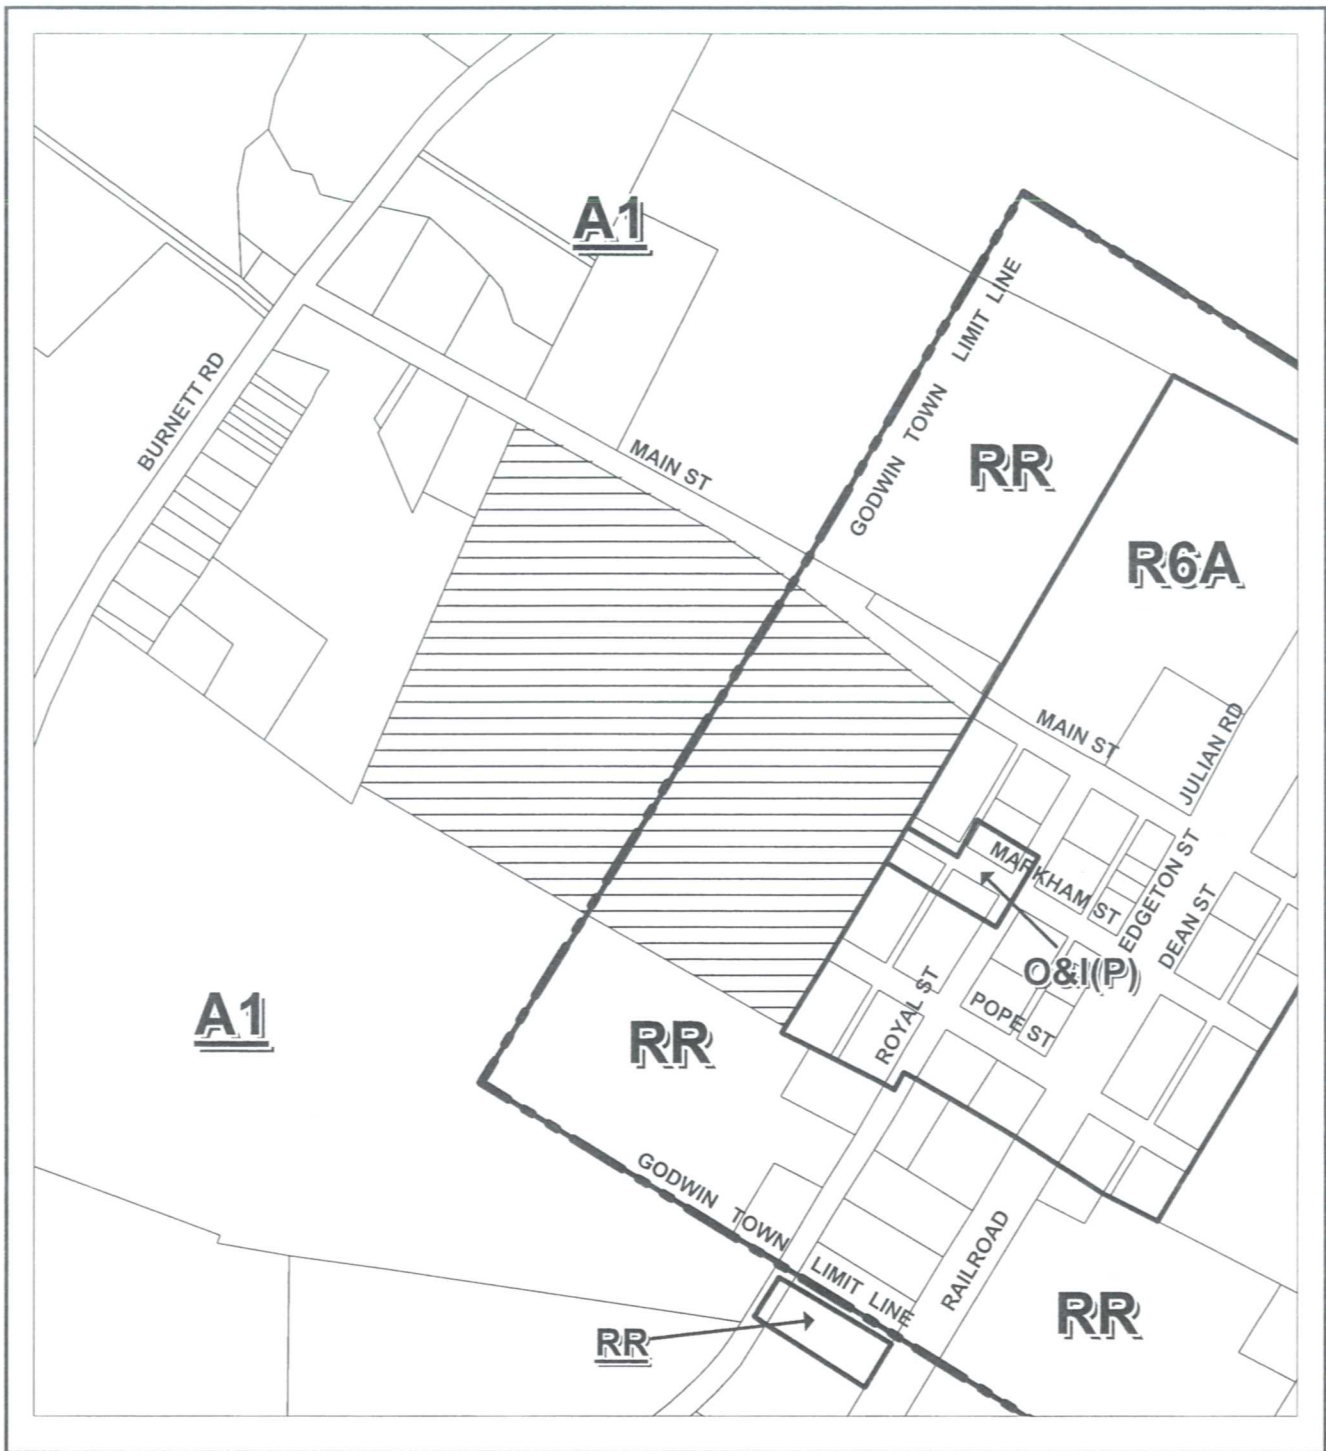 A1
BURNETT RD
MAIN ST
GODWIN TOWN LIMIT LINE
RR
R6A
MAIN ST
JULIAN RD
MARKHAM ST
EDGETON ST
DEAN ST
O&I(P)
A1
RR
ROYAL ST
POPE ST
GODWIN TOWN LIMIT LINE
RAILROAD
RR
RR